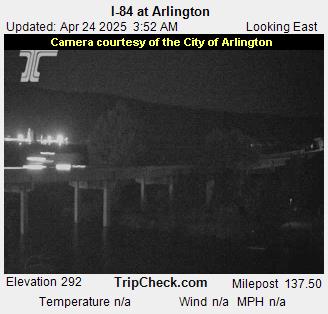 I-84 at Arlington
Updated: Apr 24 2025 3:52 AM Looking East
Camera courtesy of the City of Arlington
Elevation 292 TripCheck.com Milepost 137.50
Temperature n/a Wind n/a MPH n/a